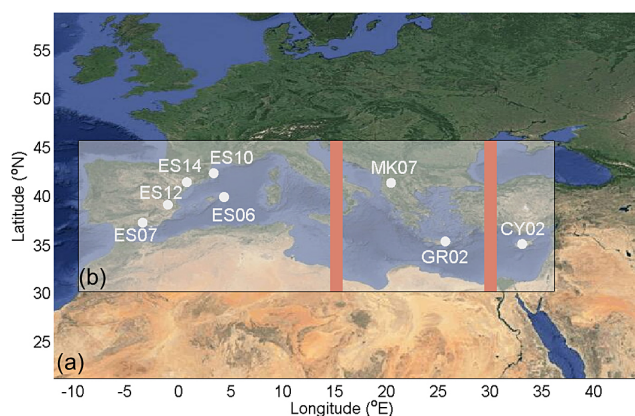 Latitude (ºN)
55
50
45
40
35
30
25
ES10
ES14
MK07
ES12
ES06
CY02
ES07
GR02
(b)
(a)
-10 -5 0 5 10 15 20 25 30 35 40
Longitude (ºE)